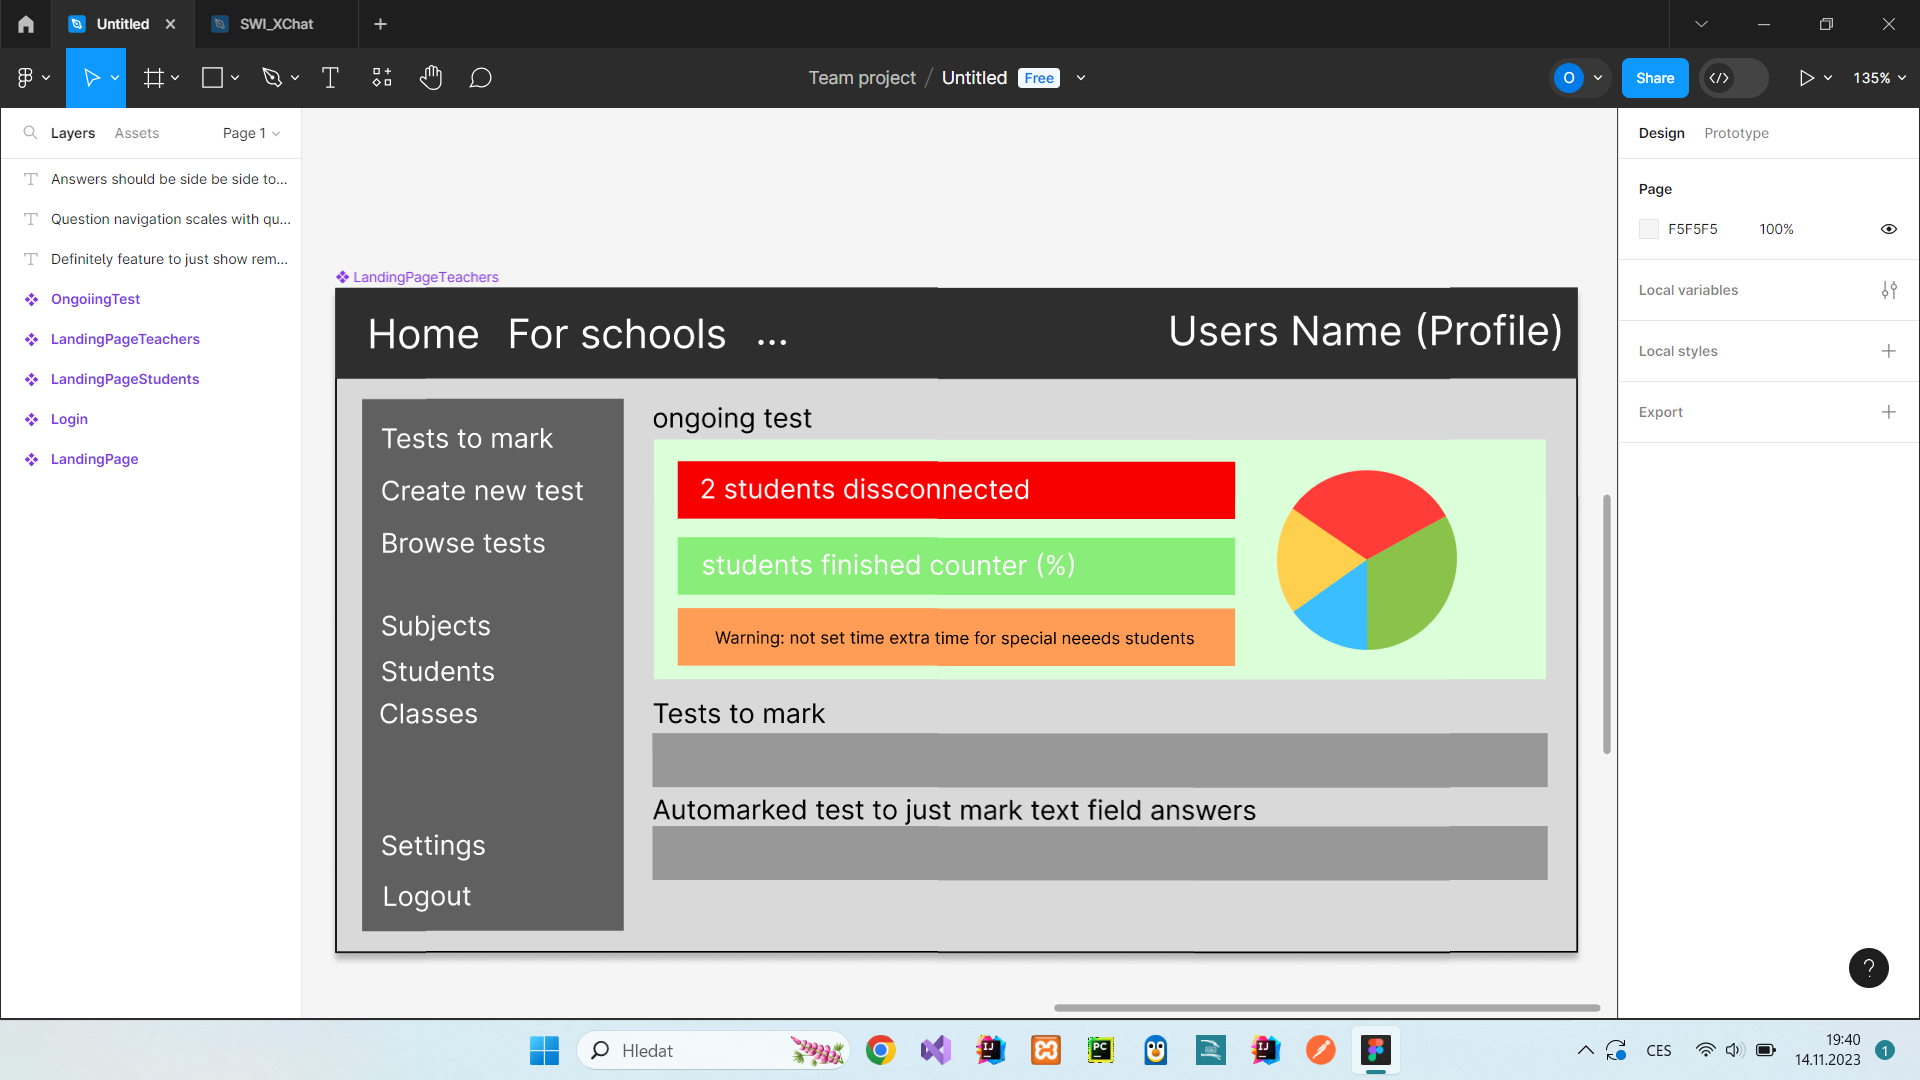 Untitled
SWI_XChat
Team project / Untitled Free
O
Share
135%
Layers
Assets
Page 1
Answers should be side be side to...
Question navigation scales with qu...
Definitely feature to just show rem...
OngoiingTest
LandingPageTeachers
LandingPageStudents
Login
LandingPage
LandingPageTeachers
Home For schools ...
Users Name (Profile)
Tests to mark
Create new test
Browse tests
Subjects
Students
Classes
Settings
Logout
ongoing test
2 students dissconnected
students finished counter (%)
Warning: not set time extra time for special neeeds students
Tests to mark
Automarked test to just mark text field answers
Design
Prototype
Page
F5F5F5
100%
Local variables
Local styles
Export
?
Hledat
IJ
PC
IJ
CES
19:40
14.11.2023
1